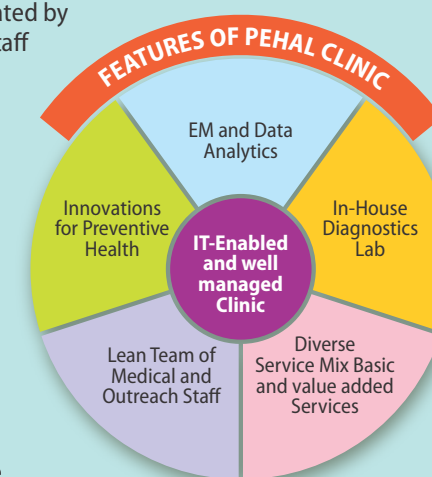 ted by
aff
FEATURES OF PEHAL CLINIC
EM and Data
Analytics
Innovations
for Preventive
Health
IT-Enabled
and well
managed
Clinic
In-House
Diagnostics
Lab
Lean Team of
Medical and
Outreach Staff
Diverse
Service Mix Basic
and value added
Services